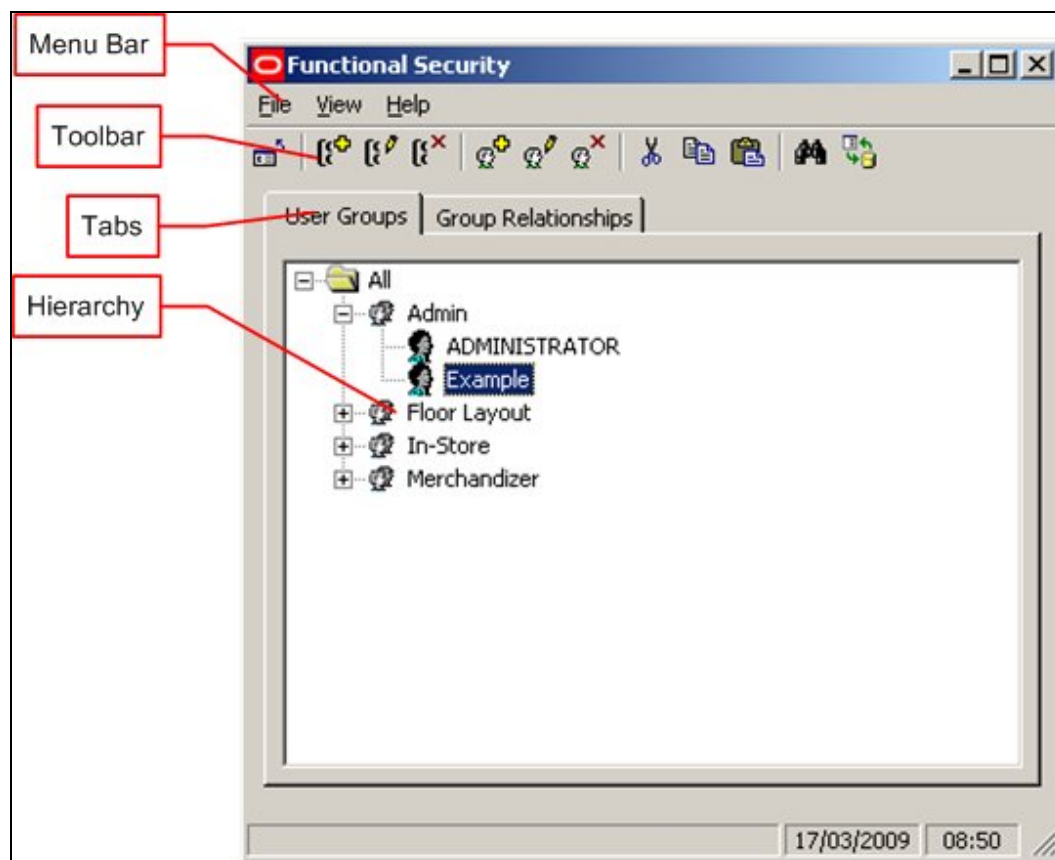 Menu Bar
Functional Security
File View Help
Toolbar
Tabs
User Groups Group Relationships
All
Hierarchy
Admin
ADMINISTRATOR
Example
Floor Layout
In-Store
Merchandizer
17/03/2009 08:50